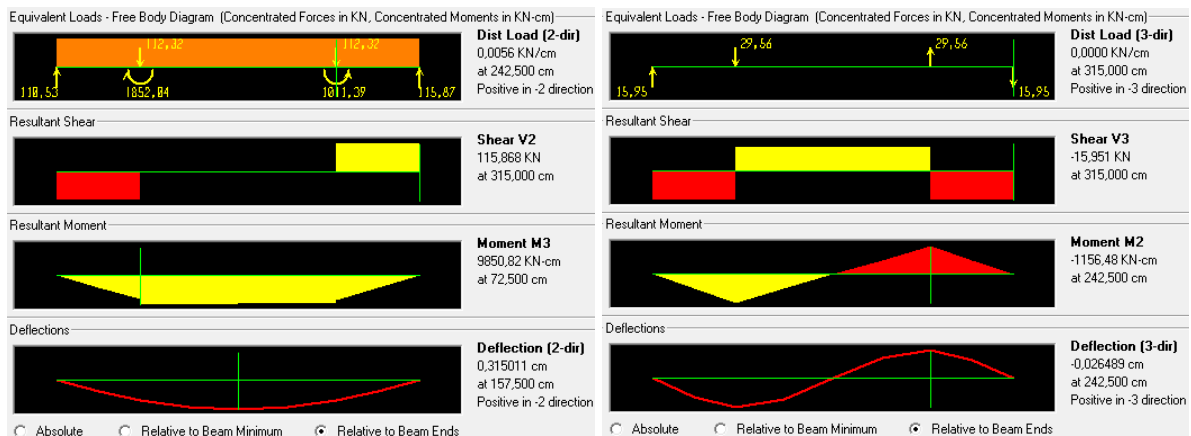 Equivalent Loads - Free Body Diagram (Concentrated Forces in KN, Concentrated Moments in KN-cm)
112,32
112,32
110,53
1852,04
1011,39
115,87
Dist Load (2-dir)
0,0056 KN/cm
at 242,500 cm
Positive in -2 direction
Resultant Shear
Shear V2
115,868 KN
at 315,000 cm
Resultant Moment
Moment M3
9850,82 KN-cm
at 72,500 cm
Deflections
Deflection (2-dir)
0,315011 cm
at 157,500 cm
Positive in -2 direction
Absolute
Relative to Beam Minimum
Relative to Beam Ends
Equivalent Loads - Free Body Diagram (Concentrated Forces in KN, Concentrated Moments in KN-cm)
29,56
29,56
15,95
15,95
Dist Load (3-dir)
0,0000 KN/cm
at 315,000 cm
Positive in -3 direction
Resultant Shear
Shear V3
-15,951 KN
at 315,000 cm
Resultant Moment
Moment M2
-1156,48 KN-cm
at 242,500 cm
Deflections
Deflection (3-dir)
-0,026489 cm
at 242,500 cm
Positive in -3 direction
Absolute
Relative to Beam Minimum
Relative to Beam Ends